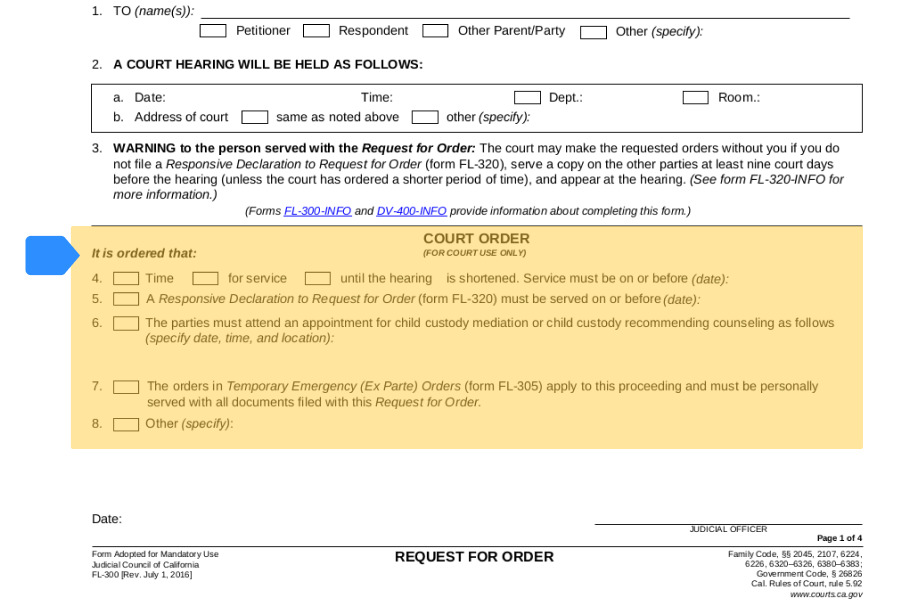 1. TO (name(s)):
Petitioner Respondent Other Parent/Party Other (specify):
2. A COURT HEARING WILL BE HELD AS FOLLOWS:
a. Date: Time: Dept.: Room.:
b. Address of court same as noted above other (specify):
3. WARNING to the person served with the Request for Order: The court may make the requested orders without you if you do
not file a Responsive Declaration to Request for Order (form FL-320), serve a copy on the other parties at least nine court days
before the hearing (unless the court has ordered a shorter period of time), and appear at the hearing. (See form FL-320-INFO for
more information.)
(Forms FL-300-INFO and DV-400-INFO provide information about completing this form.)
COURT ORDER
It is ordered that:
(FOR COURT USE ONLY)
4. Time for service until the hearing is shortened. Service must be on or before (date):
5. A Responsive Declaration to Request for Order (form FL-320) must be served on or before (date):
6. The parties must attend an appointment for child custody mediation or child custody recommending counseling as follows
(specify date, time, and location):
7. The orders in Temporary Emergency (Ex Parte) Orders (form FL-305) apply to this proceeding and must be personally
served with all documents filed with this Request for Order.
8. Other (specify):
Date:
JUDICIAL OFFICER
Page 1 of 4
Form Adopted for Mandatory Use
Judicial Council of California
FL-300 [Rev. July 1, 2016]
REQUEST FOR ORDER
Family Code, §§ 2045, 2107, 6224,
6226, 6320–6326, 6380–6383;
Government Code, § 26826
Cal. Rules of Court, rule 5.92
www.courts.ca.gov